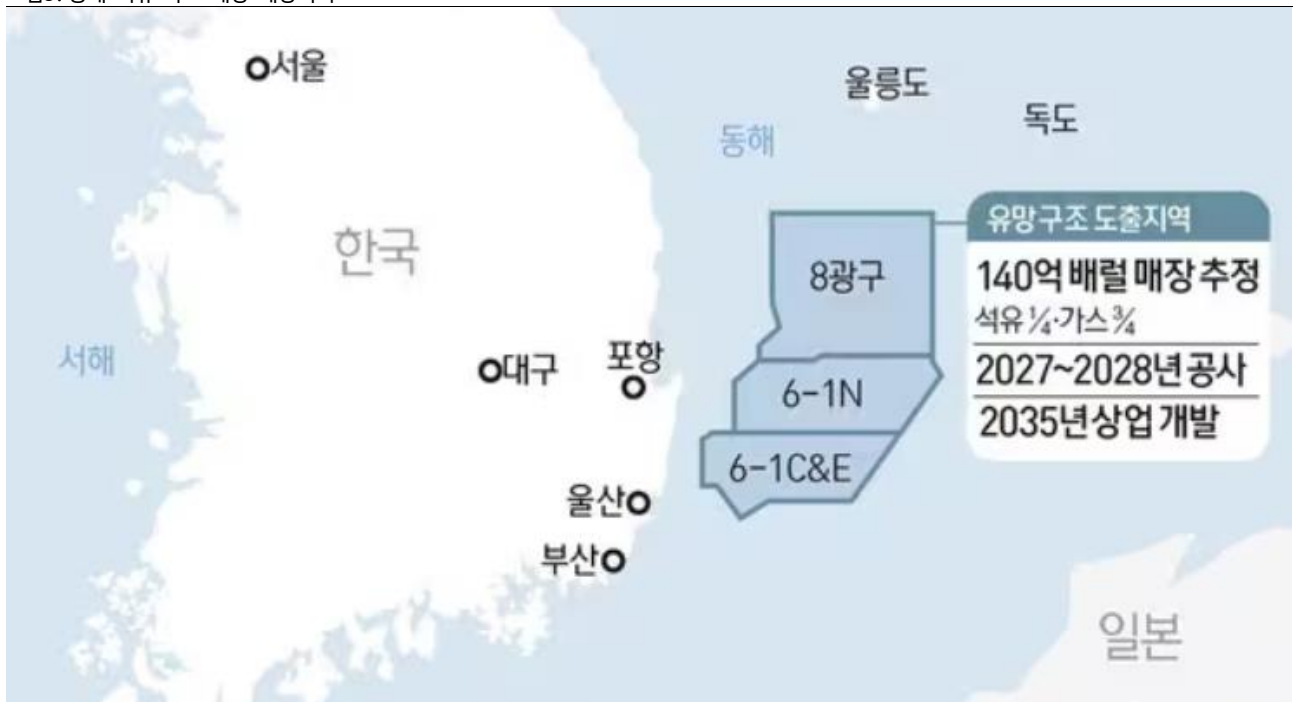 서울
울릉도
독도
동해
유망구조 도출지역
140억 배럴 매장 추정
석유 ¼·가스 ¾
2027~2028년 공사
2035년 상업 개발
한국
8광구
서해
대구
포항
6-1N
6-1C&E
울산
부산
일본